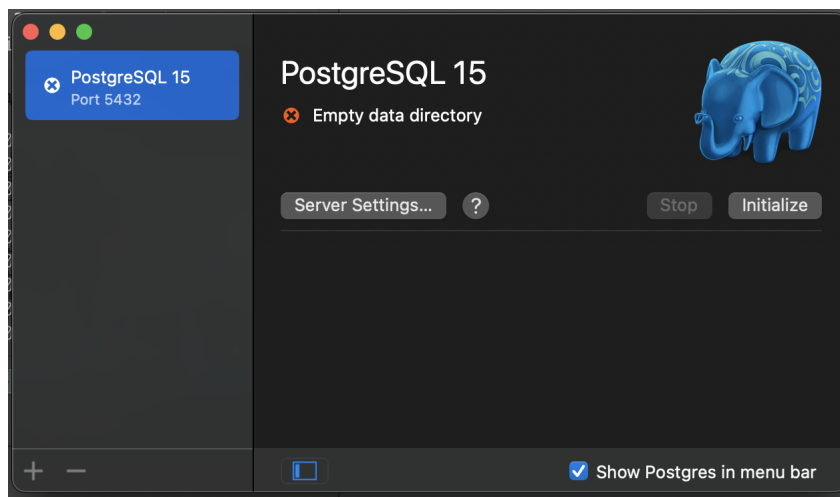 PostgreSQL 15
Port 5432
PostgreSQL 15
Empty data directory
Server Settings... ? Stop Initialize
Show Postgres in menu bar